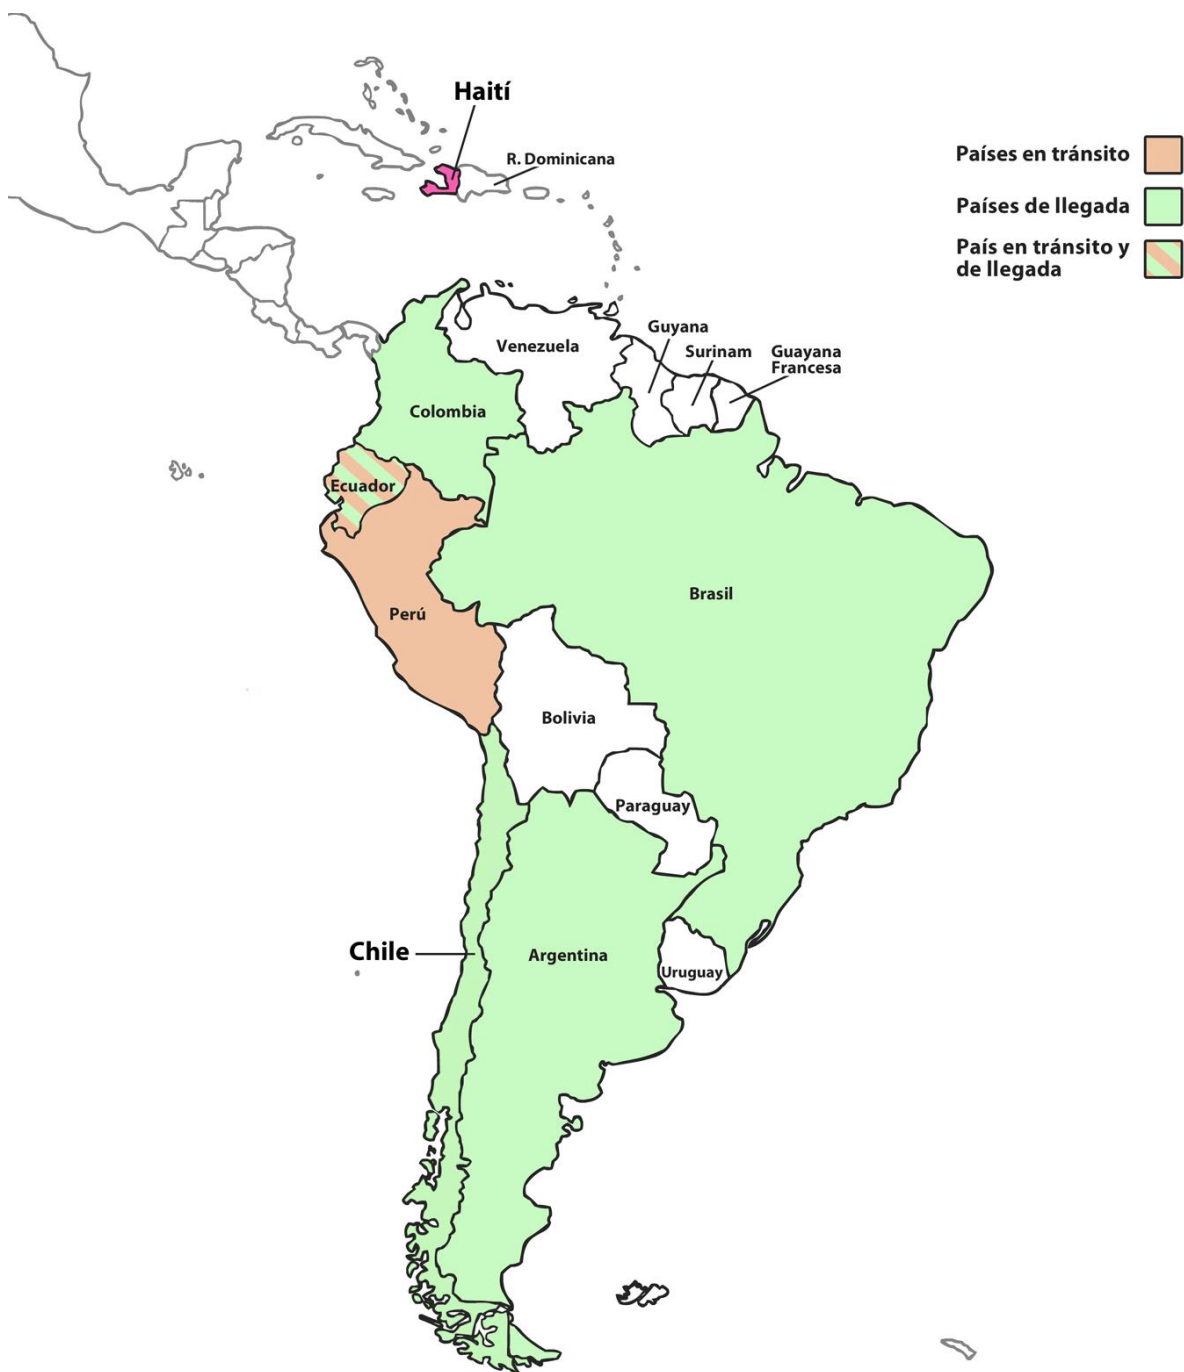 Haití
R. Dominicana
Países en tránsito
Países de llegada
País en tránsito y
de llegada
Venezuela
Guyana
Surinam
Guayana
Francesa
Colombia
Ecuador
Brasil
Perú
Bolivia
Paraguay
Chile
Argentina
Uruguay